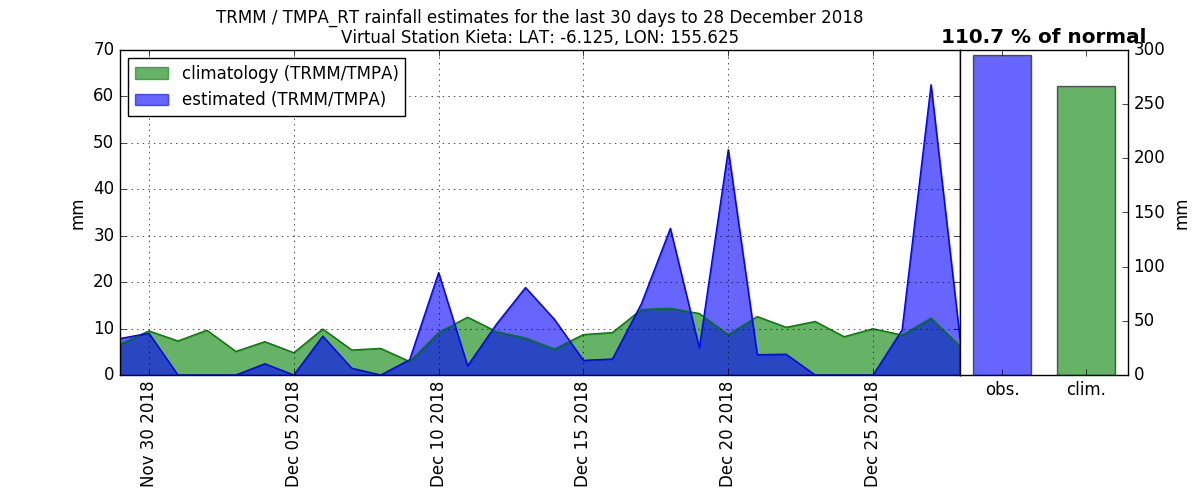 TRMM / TMPA_RT rainfall estimates for the last 30 days to 28 December 2018
Virtual Station Kieta: LAT: -6.125, LON: 155.625
110.7 % of normal
climatology (TRMM/TMPA)
estimated (TRMM/TMPA)
70
60
50
40
30
20
10
0
mm
300
250
200
150
100
50
0
mm
Nov 30 2018
Dec 05 2018
Dec 10 2018
Dec 15 2018
Dec 20 2018
Dec 25 2018
obs.
clim.